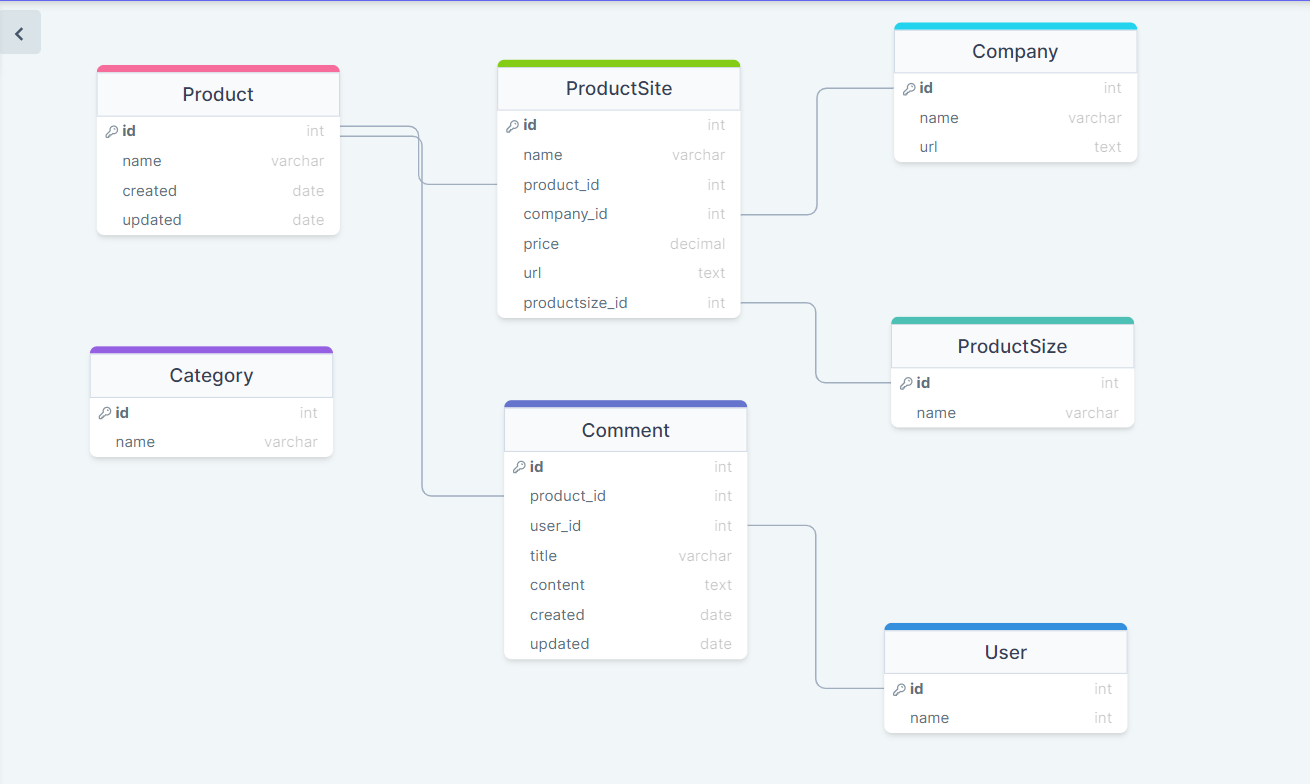 Product
id int
name varchar
created date
updated date
ProductSite
id int
name varchar
product_id int
company_id int
price decimal
url text
productsize_id int
Company
id int
name varchar
url text
Category
id int
name varchar
Comment
id int
product_id int
user_id int
title varchar
content text
created date
updated date
ProductSize
id int
name varchar
User
id int
name int